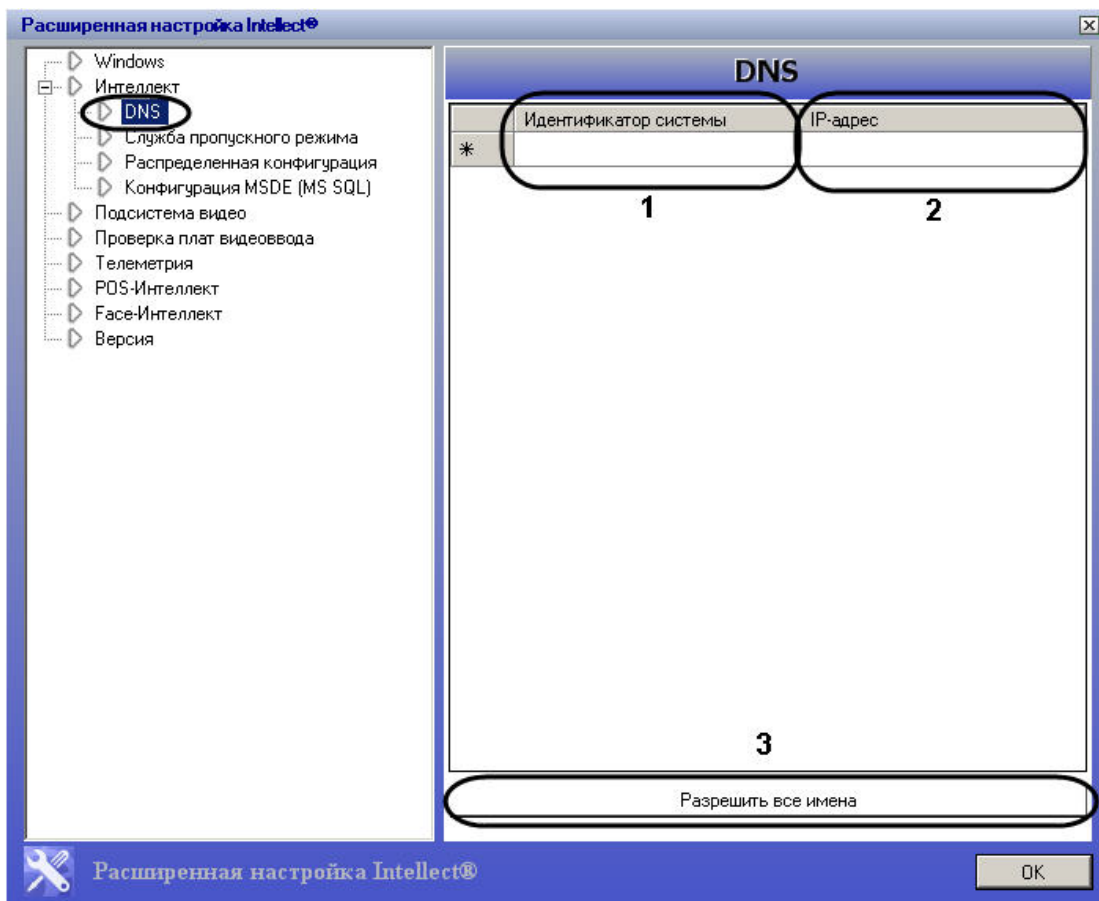 Расширенная настройка Intellect®
Windows
Интеллект
DNS
Служба пропускного режима
Распределенная конфигурация
Конфигурация MSDE (MS SQL)
Подсистема видео
Проверка плат видеоввода
Телеметрия
POS-Интеллект
Face-Интеллект
Версия
DNS
Идентификатор системы IP-адрес
1 2
3
Разрешить все имена
Расширенная настройка Intellect®
OK